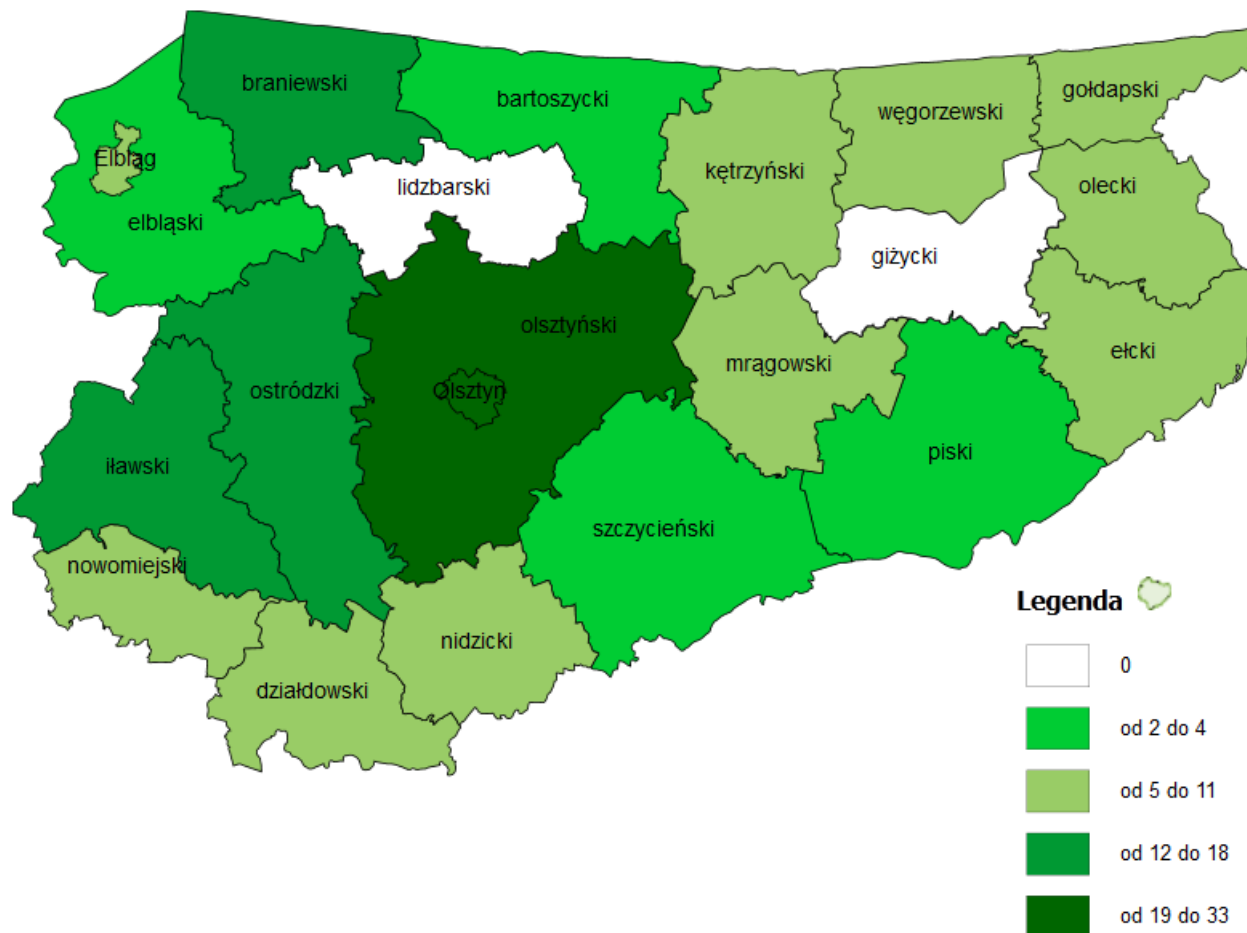 braniewski
bartoszycki
gołdapski
węgorzewski
Elbląg
kętrzyński
lidzbarski
olecki
elbląski
giżycki
olsztyński
ełcki
mrągowski
ostródzki
Olsztyn
iławski
piski
szczycieński
nowomiejski
nidzicki
działdowski
Legenda
0
od 2 do 4
od 5 do 11
od 12 do 18
od 19 do 33